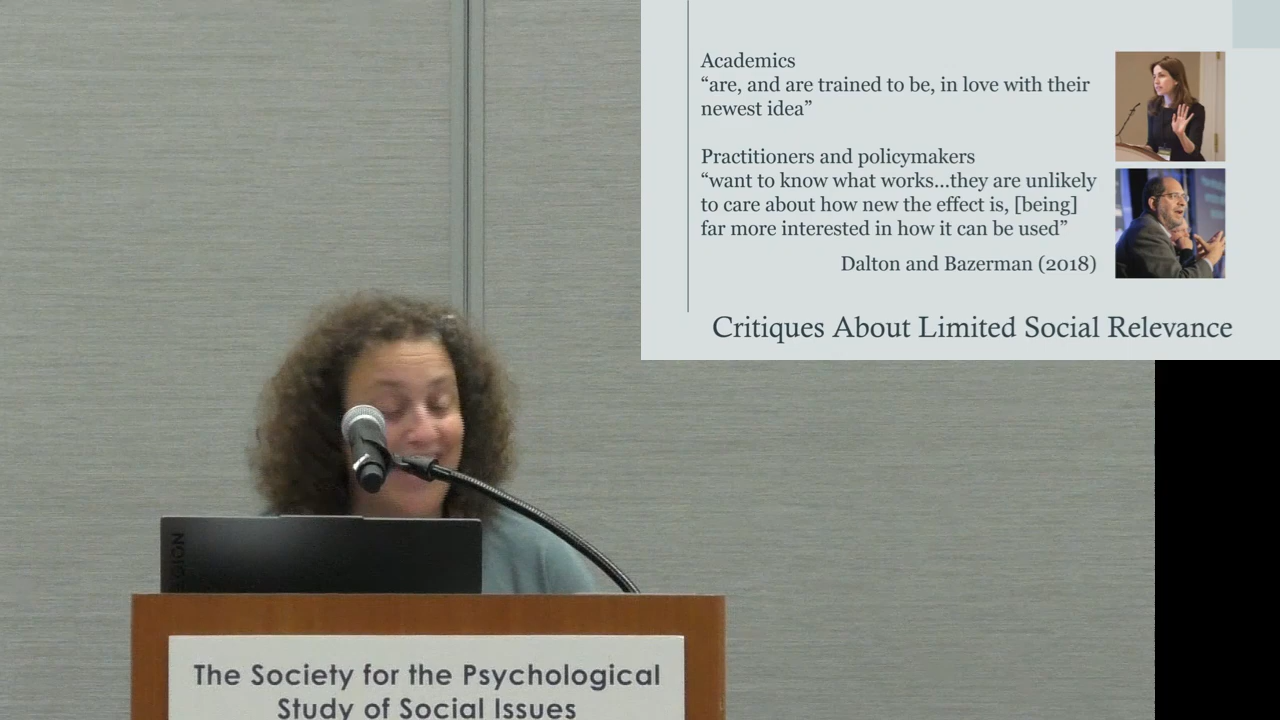 Academics
“are, and are trained to be, in love with their
newest idea”
Practitioners and policymakers
“want to know what works...they are unlikely
to care about how new the effect is, [being]
far more interested in how it can be used”
Dalton and Bazerman (2018)
Critiques About Limited Social Relevance
The Society for the Psychological
Study of Social Issues